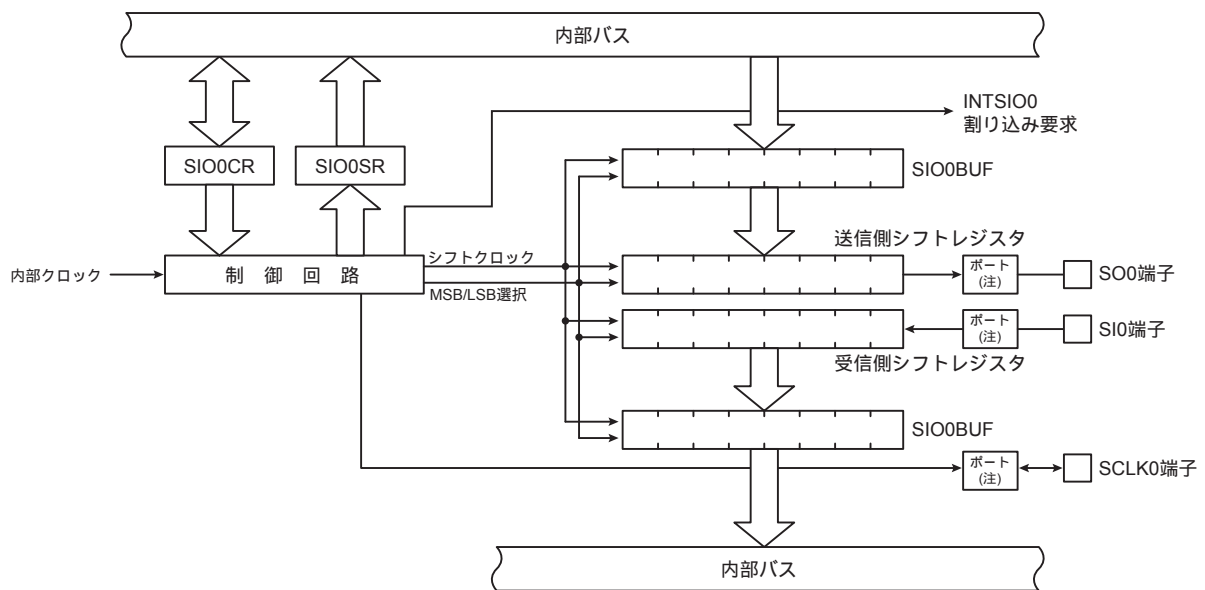 内部バス
INTSIO0
割り込み要求
SIO0CR
SIO0SR
SIO0BUF
送信側シフトレジスタ
シフトクロック
内部クロック
制 御 回 路
MSB/LSB選択
ポート
(注)
SO0端子
ポート
(注)
SI0端子
受信側シフトレジスタ
SIO0BUF
ポート
(注)
SCLK0端子
内部バス